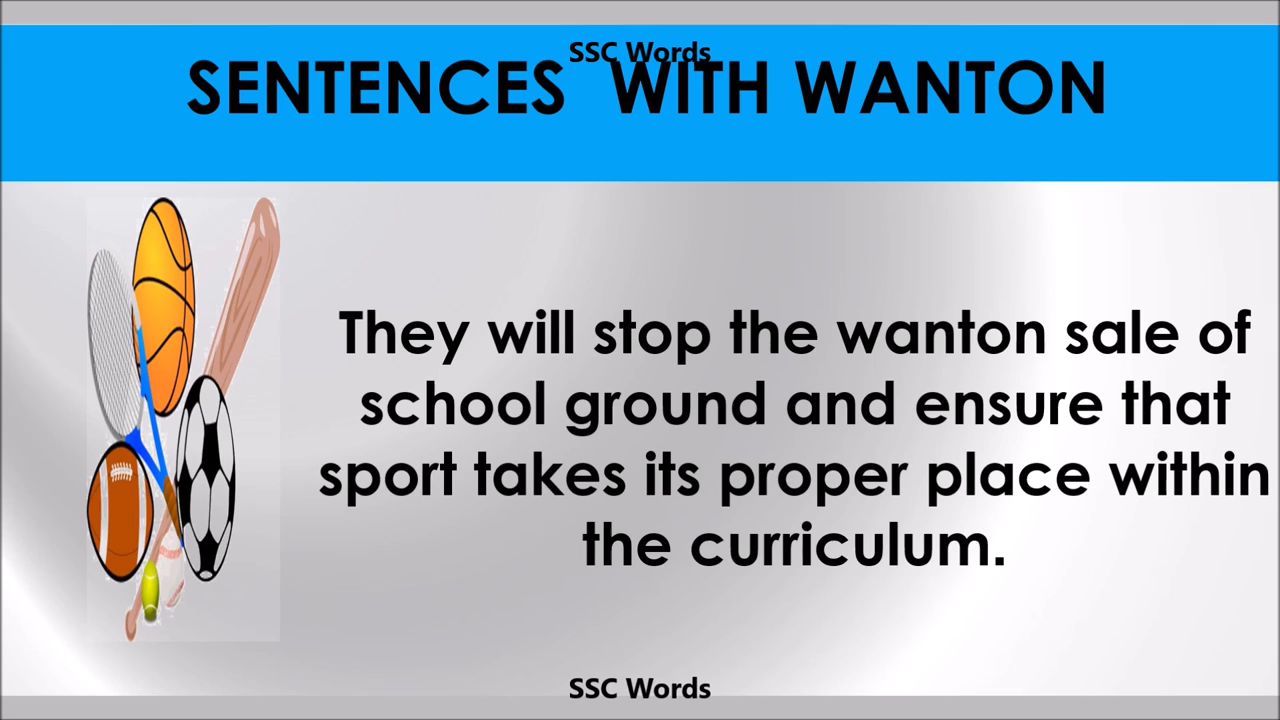 SSC Words
SENTENCES WITH WANTON
They will stop the wanton sale of
school ground and ensure that
sport takes its proper place within
the curriculum.
SSC Words